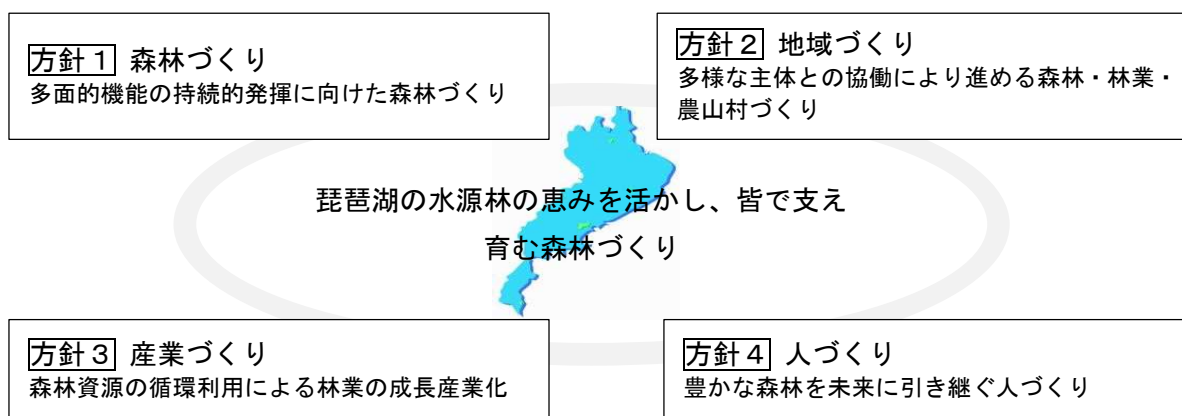 方針1 森林づくり
多面的機能の持続的発揮に向けた森林づくり
方針2 地域づくり
多様な主体との協働により進める森林・林業・
農山村づくり
琵琶湖の水源林の恵みを活かし、皆で支え
育む森林づくり
方針3 産業づくり
森林資源の循環利用による林業の成長産業化
方針4 人づくり
豊かな森林を未来に引き継ぐ人づくり